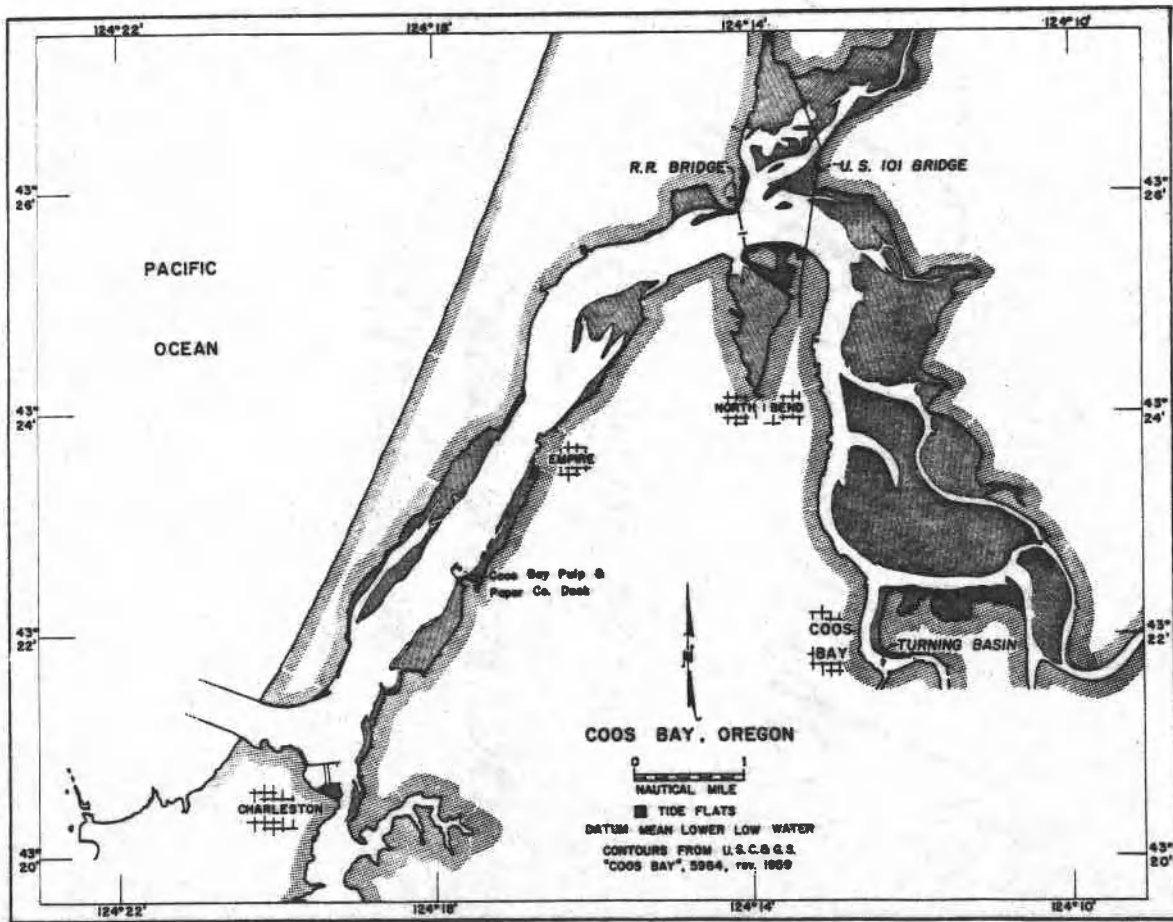 124°22' 124°18' 124°14' 124°10'
R.R. BRIDGE
U.S. 101 BRIDGE
43° 26' 43° 26'
PACIFIC
OCEAN
43° 24' 43° 24'
NORTH BEND
EMPIRE
Coos Bay Pulp &
Paper Co. Dock
43° 22' 43° 22'
COOS
BAY
TURNING BASIN
N
COOS BAY, OREGON
0 1
NAUTICAL MILE
TIDE FLATS
DATUM MEAN LOWER LOW WATER
CONTOURS FROM U.S.C.& G.S.
"COOS BAY", 5984, rev. 1969
CHARLESTON
43° 20' 43° 20'
124°22' 124°18' 124°14' 124°10'